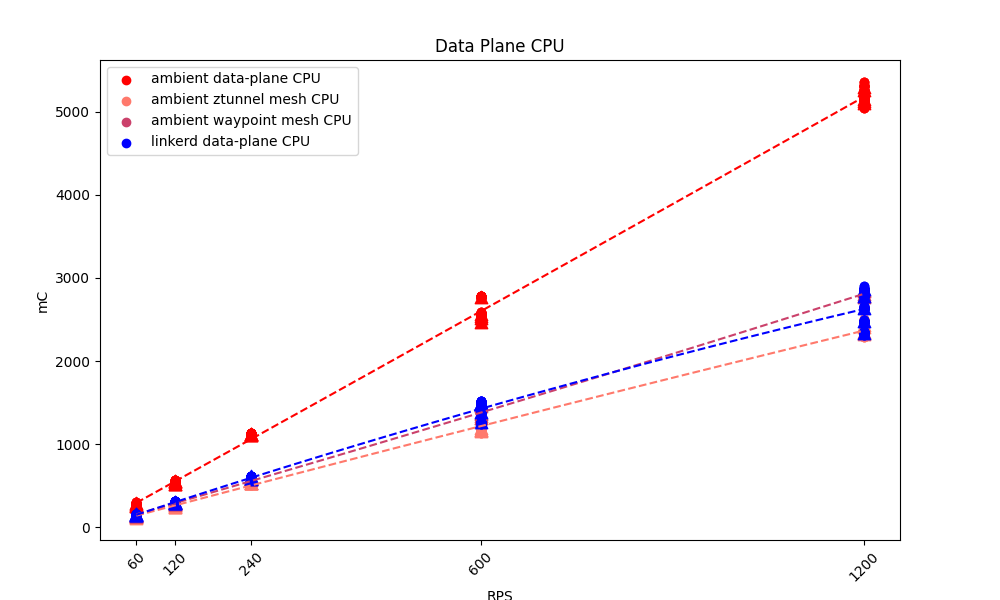 Data Plane CPU
ambient data-plane CPU
ambient ztunnel mesh CPU
ambient waypoint mesh CPU
linkerd data-plane CPU
5000
4000
3000
2000
1000
0
mC
60
120
240
600
1200
RPS